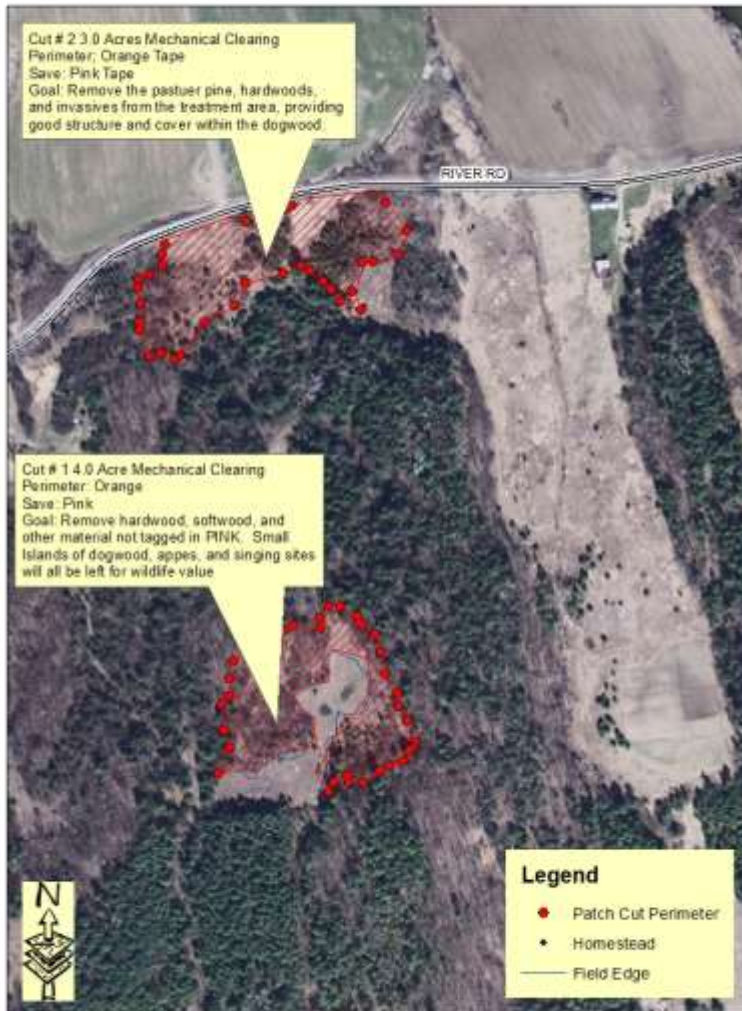 Cut # 2 3.0 Acres Mechanical Clearing
Perimeter: Orange Tape
Save: Pink Tape
Goal: Remove the pastuer pine, hardwoods,
and invasives from the treatment area, providing
good structure and cover within the dogwood.
RIVER RD
Cut # 1 4.0 Acre Mechanical Clearing
Perimeter: Orange
Save: Pink
Goal: Remove hardwood, softwood, and
other material not tagged in PINK. Small
Islands of dogwood, appes, and singing sites
will all be left for wildlife value
N
Legend
Patch Cut Perimeter
Homestead
Field Edge